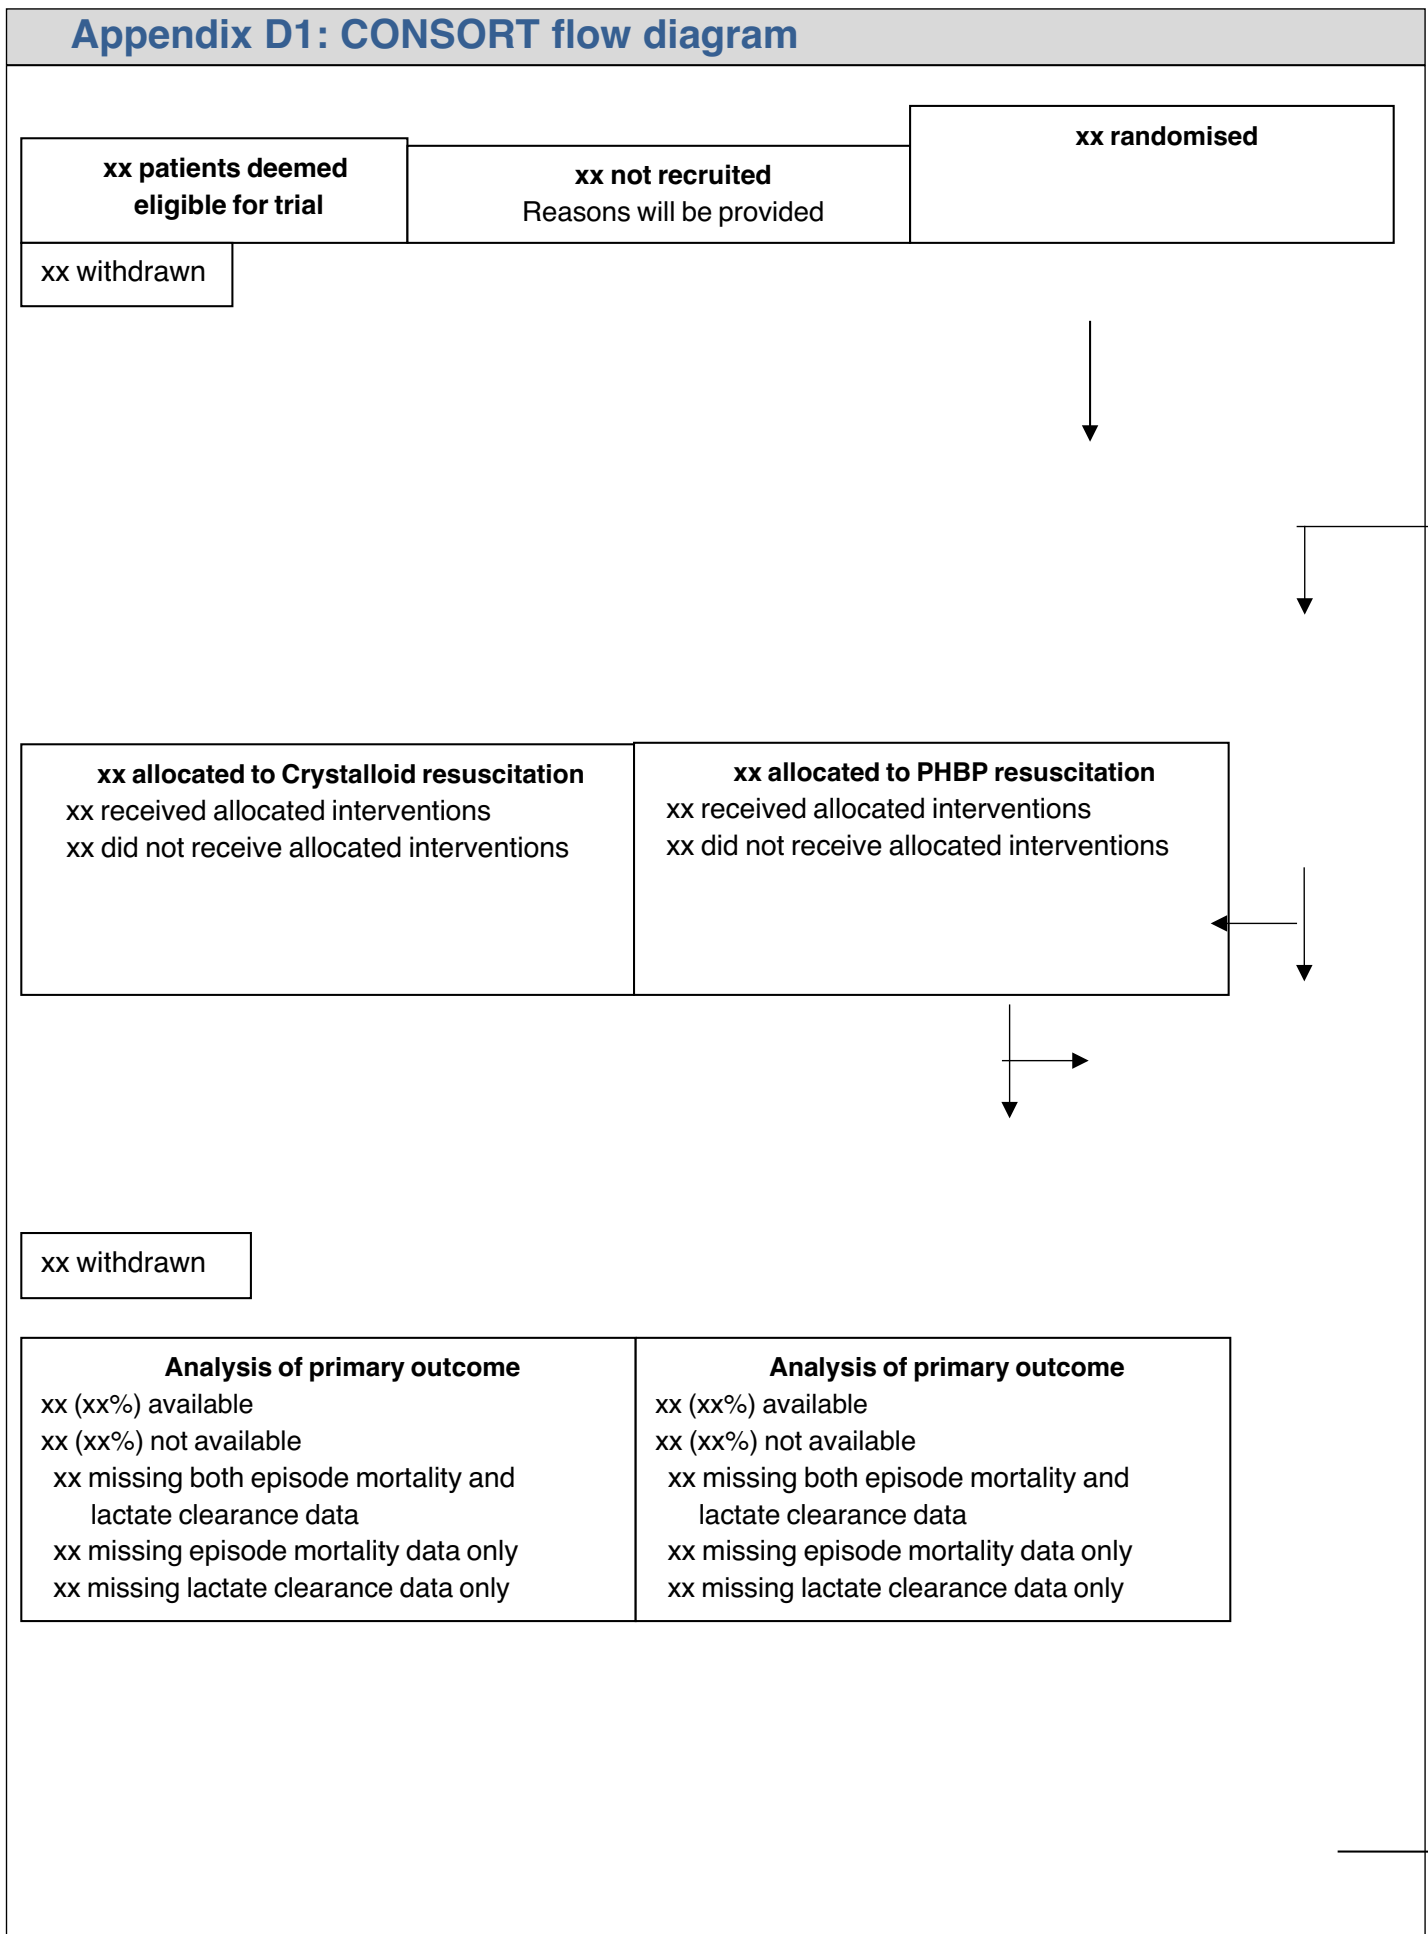 Appendix D1: CONSORT flow diagram
xx patients deemed
eligible for trial
xx not recruited
Reasons will be provided
xx randomised
xx withdrawn
xx allocated to Crystalloid resuscitation
xx received allocated interventions
xx did not receive allocated interventions
xx allocated to PHBP resuscitation
xx received allocated interventions
xx did not receive allocated interventions
xx withdrawn
Analysis of primary outcome
xx (xx%) available
xx (xx%) not available
xx missing both episode mortality and
lactate clearance data
xx missing episode mortality data only
xx missing lactate clearance data only
Analysis of primary outcome
xx (xx%) available
xx (xx%) not available
xx missing both episode mortality and
lactate clearance data
xx missing episode mortality data only
xx missing lactate clearance data only